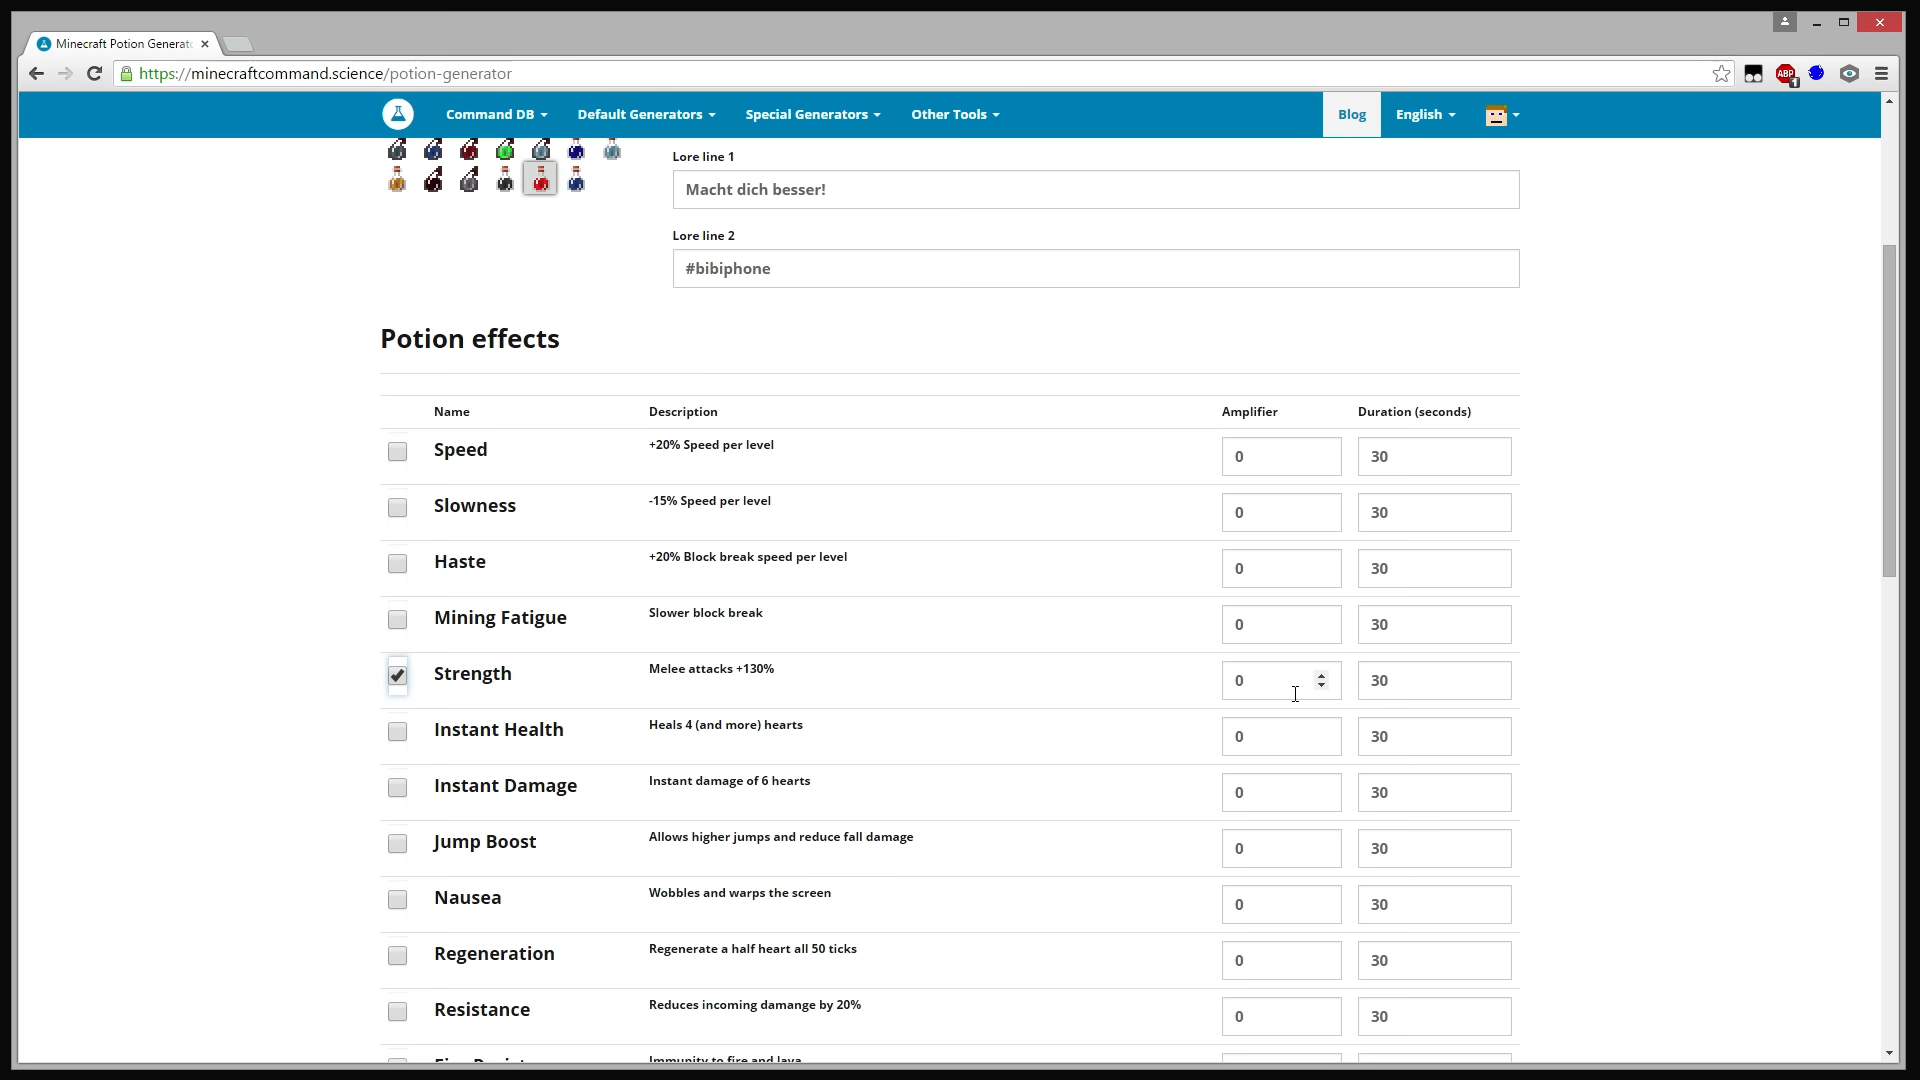 Minecraft Potion Generat
https://minecraftcommand.science/potion-generator
ABP
1
Command DB
Default Generators
Special Generators
Other Tools
Blog
English
Lore line 1
Macht dich besser!
Lore line 2
#bibiphone
Potion effects
Name Description Amplifier Duration (seconds)
Speed +20% Speed per level 0 30
Slowness -15% Speed per level 0 30
Haste +20% Block break speed per level 0 30
Mining Fatigue Slower block break 0 30
Strength Melee attacks +130% 0 30
Instant Health Heals 4 (and more) hearts 0 30
Instant Damage Instant damage of 6 hearts 0 30
Jump Boost Allows higher jumps and reduce fall damage 0 30
Nausea Wobbles and warps the screen 0 30
Regeneration Regenerate a half heart all 50 ticks 0 30
Resistance Reduces incoming damange by 20% 0 30
Immunity to fire and lava